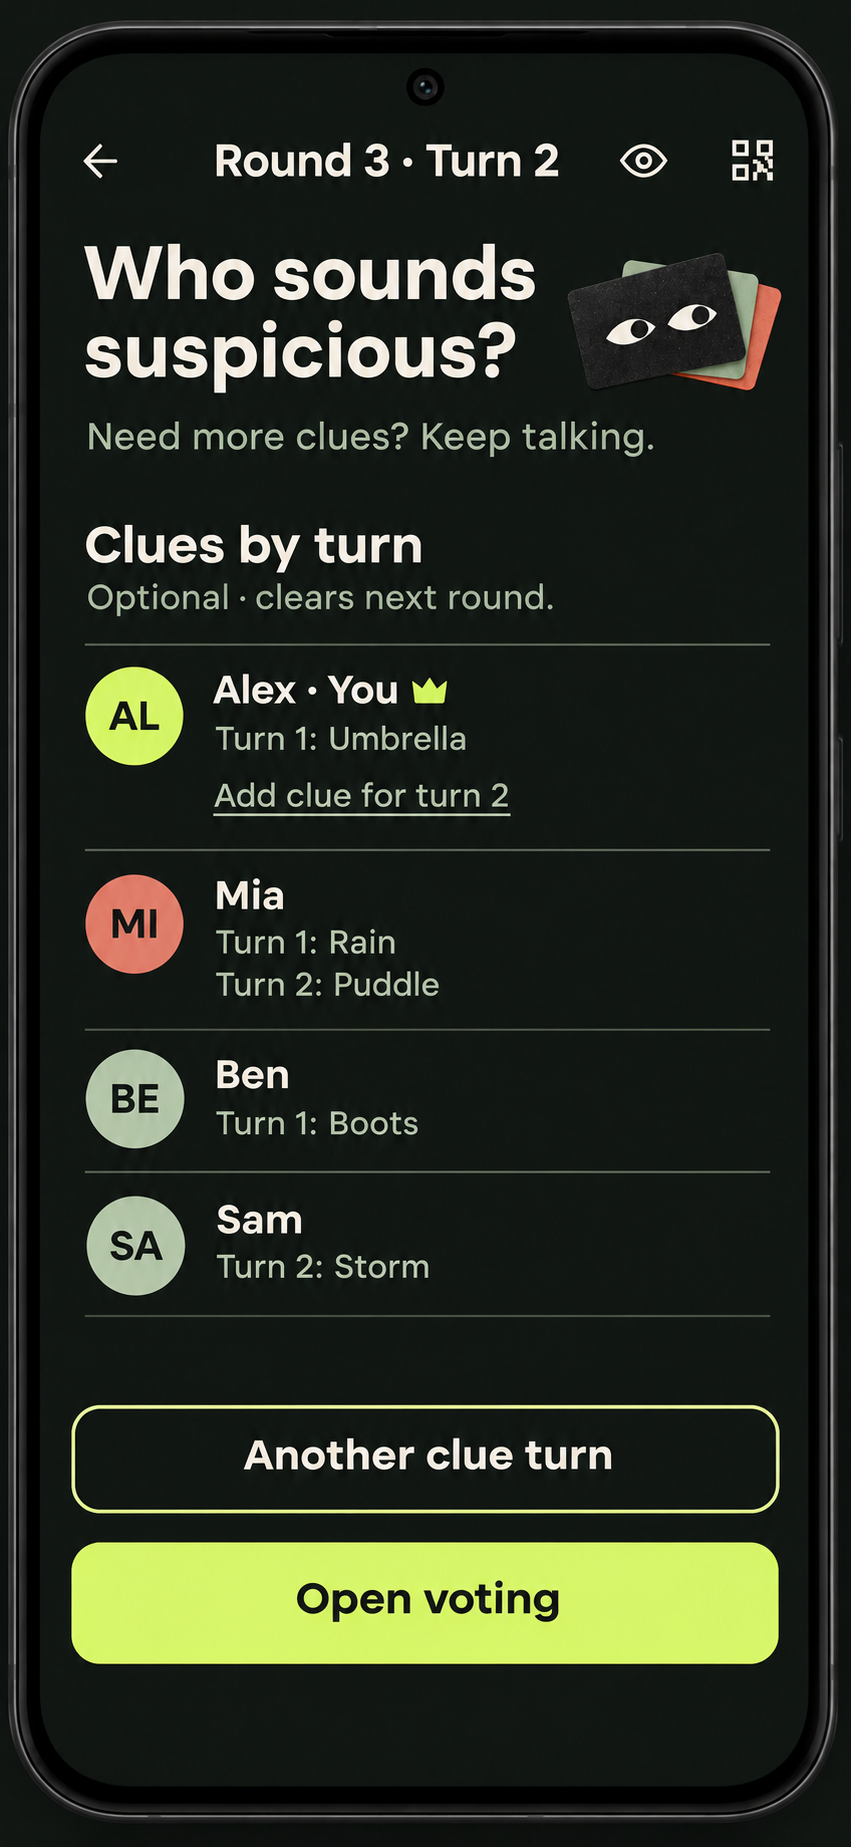 Round 3 · Turn 2
Who sounds
suspicious?
Need more clues? Keep talking.
Clues by turn
Optional · clears next round.
AL
Alex · You
Turn 1: Umbrella
Add clue for turn 2
MI
Mia
Turn 1: Rain
Turn 2: Puddle
BE
Ben
Turn 1: Boots
SA
Sam
Turn 2: Storm
Another clue turn
Open voting